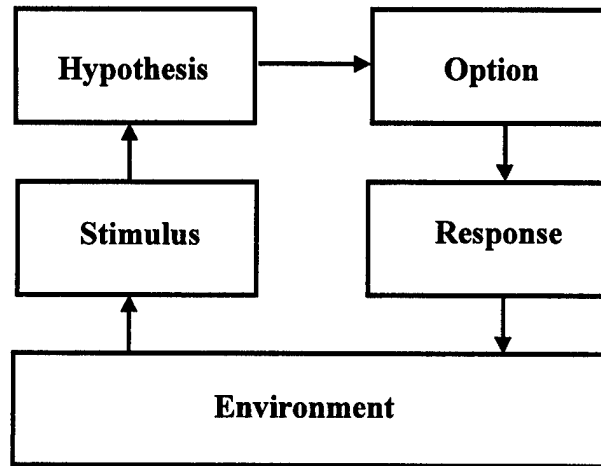 Hypothesis
Option
Stimulus
Response
Environment